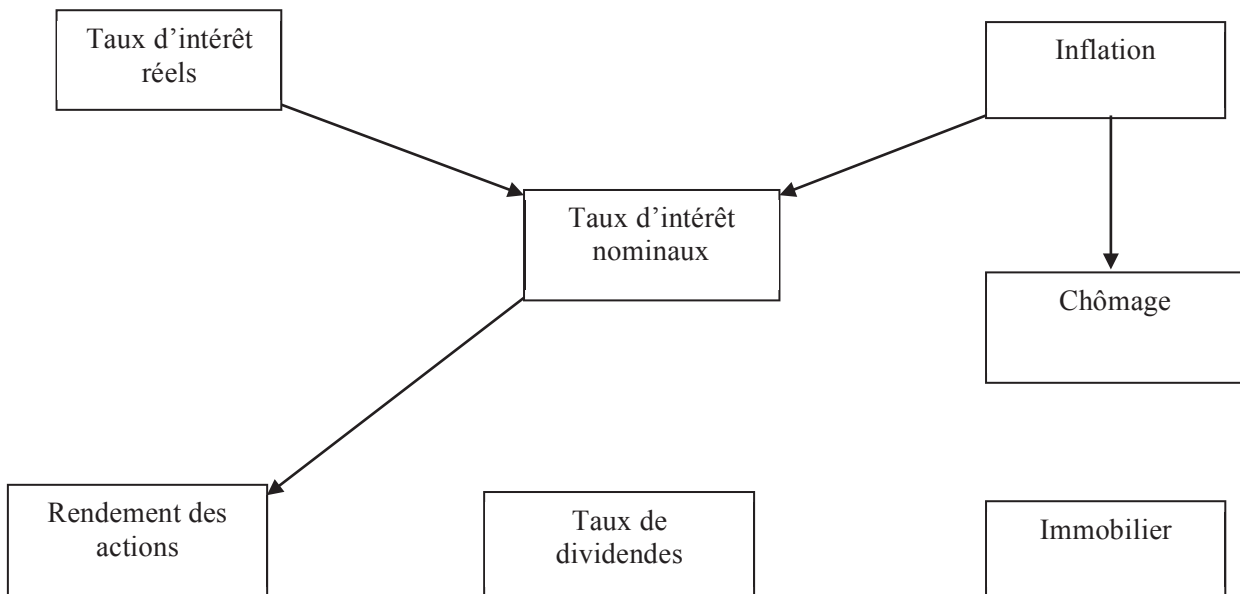 Taux d’intérêt
réels
Inflation
Taux d’intérêt
nominaux
Chômage
Rendement des
actions
Taux de
dividendes
Immobilier